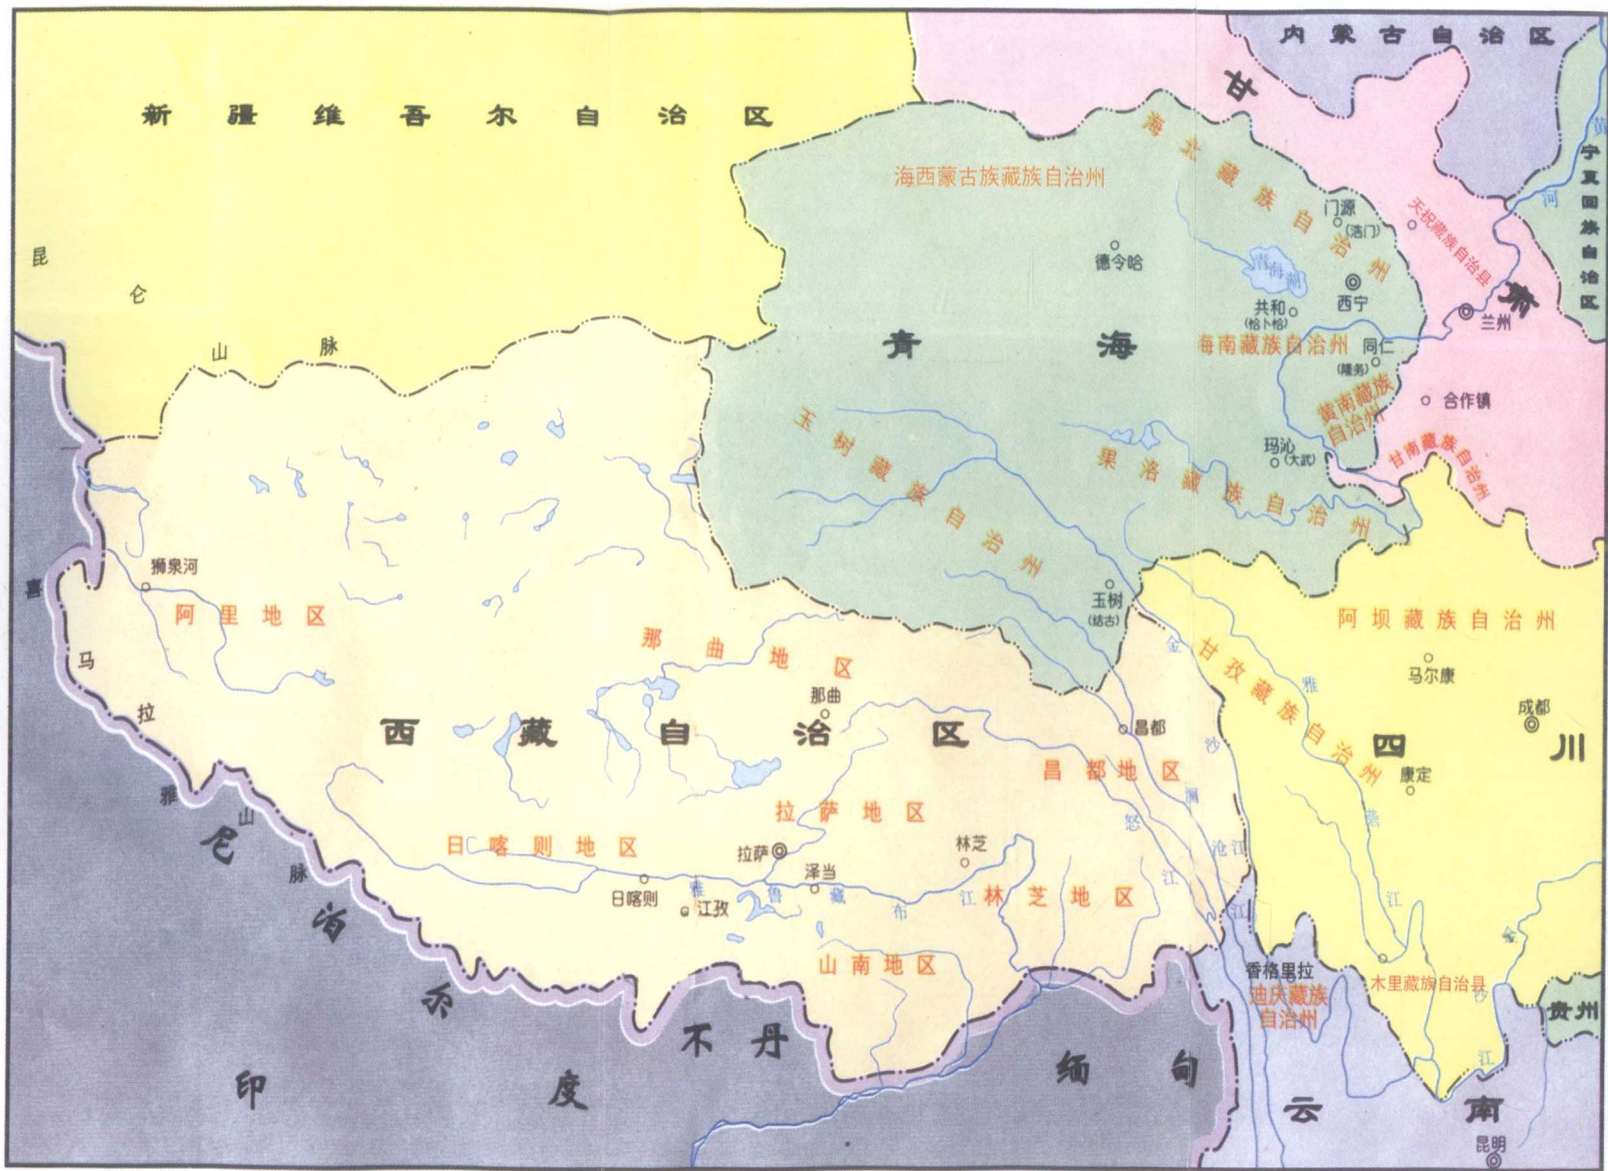 内蒙古自治区
甘肃
新疆维吾尔自治区
黄河
宁夏回族自治区
海北藏族自治州
海西蒙古族藏族自治州
门源
(浩门)
天祝藏族自治县
昆仑山脉
德令哈
青海湖
西宁
共和
(恰卜恰)
兰州
青海
海南藏族自治州
同仁
(隆务)
黄南藏族
自治州
合作镇
玉树藏族自治州
果洛藏族自治州
玛沁
(大武)
甘南藏族自治州
狮泉河
阿里地区
喜马拉雅山脉
玉树
(结古)
阿坝藏族自治州
那曲地区
金沙江
甘孜藏族自治州
雅砻江
马尔康
那曲
西藏自治区
昌都
成都
四川
昌都地区
康定
澜沧江
怒江
拉萨地区
日喀则地区
拉萨
林芝
泽当
日喀则
江孜
雅鲁藏布江
林芝地区
江
金沙江
山南地区
香格里拉
迪庆藏族
自治州
木里藏族自治县
贵州
尼泊尔
不丹
缅甸
印度
云南
昆明